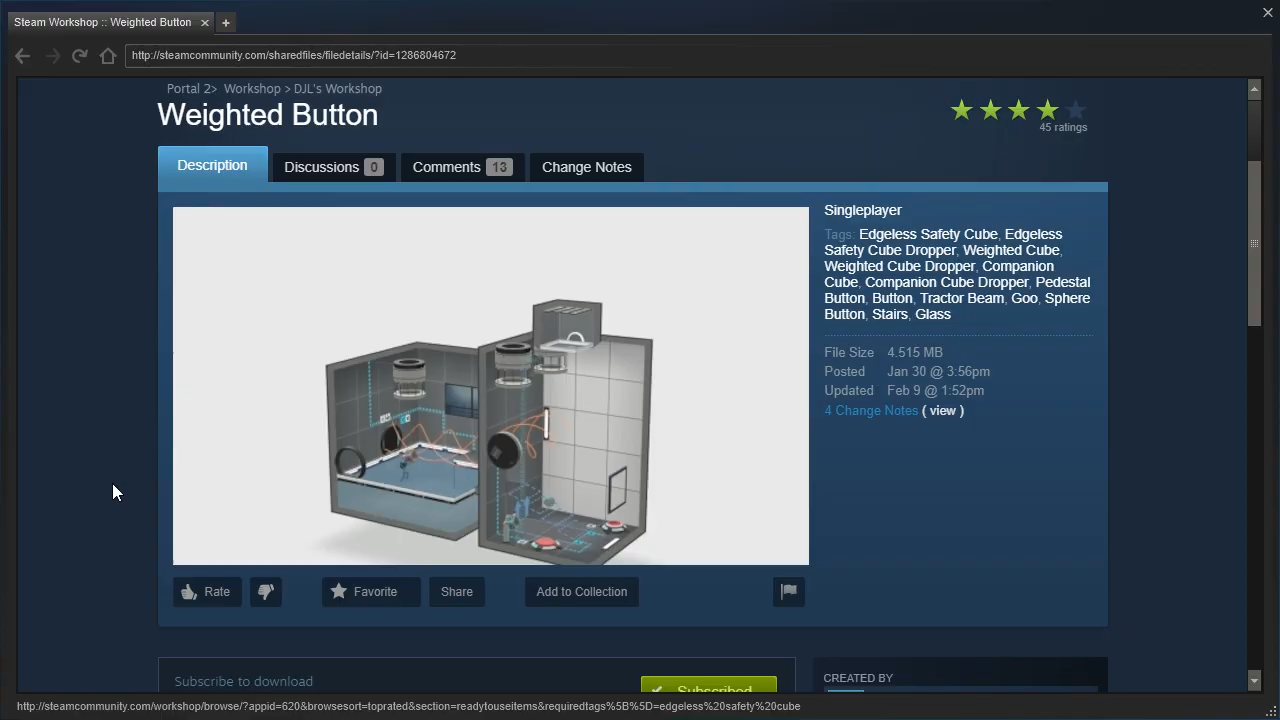 Steam Workshop :: Weighted Button
http://steamcommunity.com/sharedfiles/filedetails/?id=1286804672
Portal 2> Workshop > DJL's Workshop
Weighted Button
45 ratings
Description
Discussions 0
Comments 13
Change Notes
Singleplayer
Tags: Edgeless Safety Cube, Edgeless
Safety Cube Dropper, Weighted Cube,
Weighted Cube Dropper, Companion
Cube, Companion Cube Dropper, Pedestal
Button, Button, Tractor Beam, Goo, Sphere
Button, Stairs, Glass
File Size 4.515 MB
Posted Jan 30 @ 3:56pm
Updated Feb 9 @ 1:52pm
4 Change Notes ( view )
Rate
Favorite
Share
Add to Collection
Subscribe to download
Subscribed
CREATED BY
http://steamcommunity.com/workshop/browse/?appid=620&browsesort=toprated&section=readytouseitems&requiredtags%5B%5D=edgeless%20safety%20cube